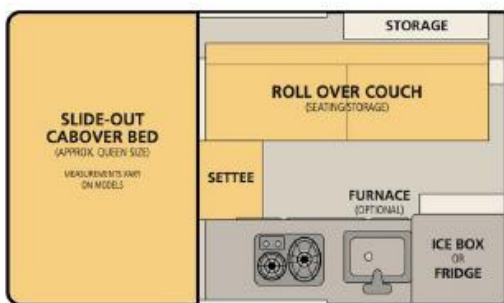 STORAGE
ROLL OVER COUCH
(SEATING/STORAGE)
SLIDE-OUT
CABOVER BED
(APPROX. QUEEN SIZE)
MEASUREMENTS VARY
ON MODELS
SETTEE
FURNACE
(OPTIONAL)
ICE BOX
OR
FRIDGE